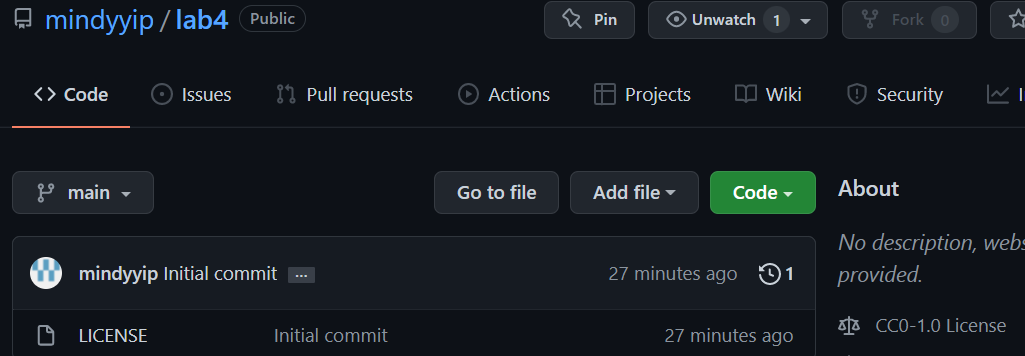 mindyyip / lab4 Public Pin Unwatch 1 Fork 0
Code Issues Pull requests Actions Projects Wiki Security
main Go to file Add file Code About
mindyyip Initial commit ... 27 minutes ago 1
No description,
provided.
LICENSE Initial commit 27 minutes ago
CC0-1.0 License